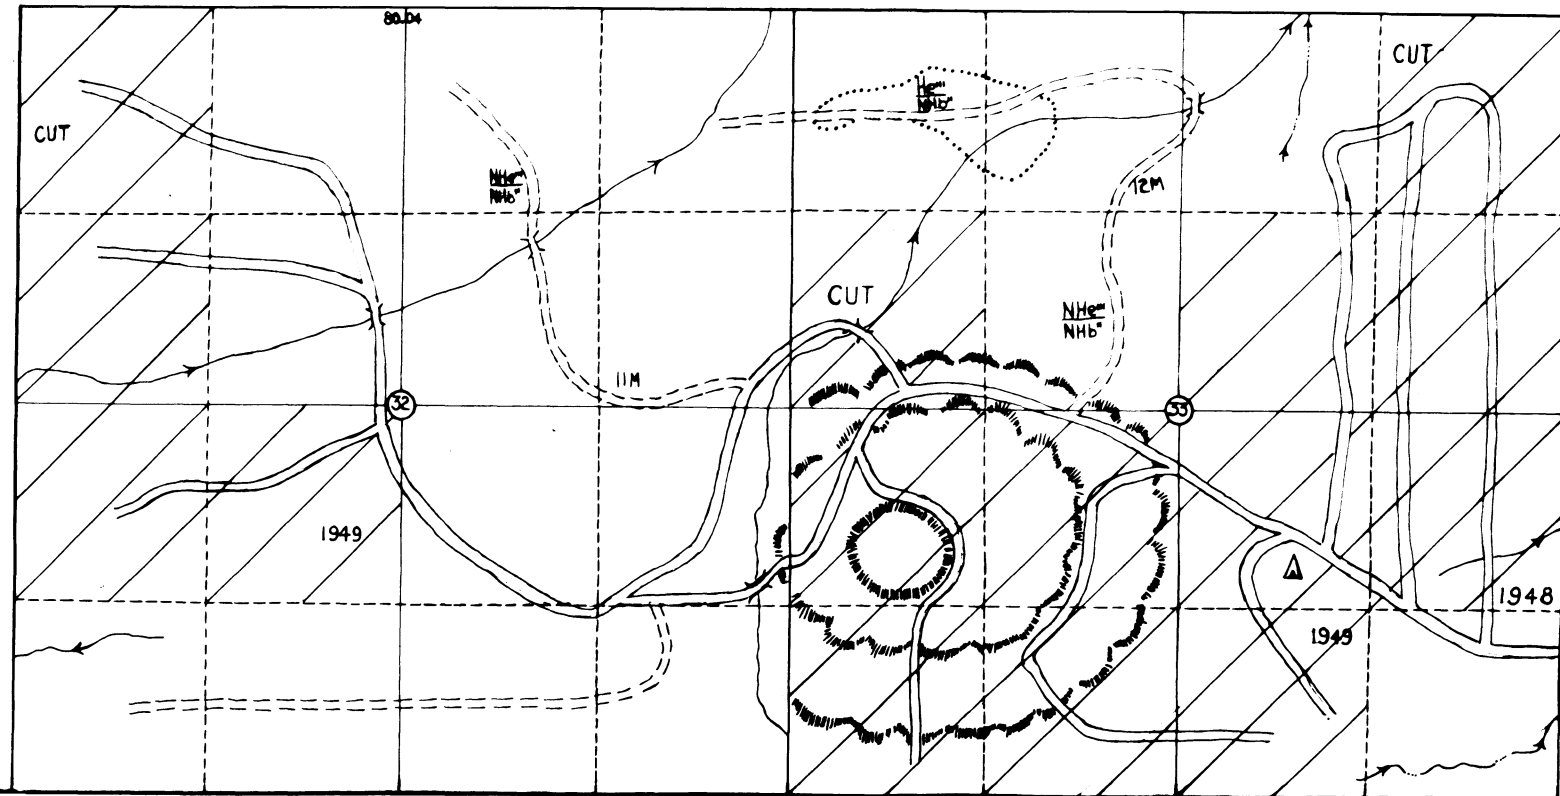 80.04
CUT
CUT
He'''
NHb"
NHe'''
NHb"
12M
CUT
NHe'''
NHb"
11M
32
33
1949
1948
1949